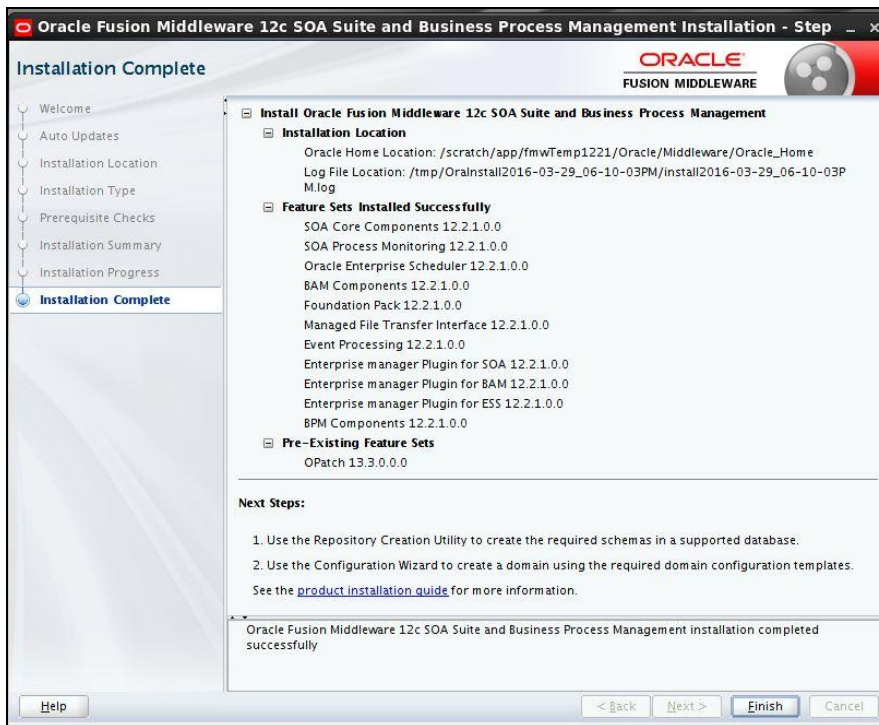 Oracle Fusion Middleware 12c SOA Suite and Business Process Management Installation - Step
Installation Complete
ORACLE
FUSION MIDDLEWARE
Welcome
Auto Updates
Installation Location
Installation Type
Prerequisite Checks
Installation Summary
Installation Progress
Installation Complete
Install Oracle Fusion Middleware 12c SOA Suite and Business Process Management
Installation Location
Oracle Home Location: /scratch/app/fmwTemp1221/Oracle/Middleware/Oracle_Home
Log File Location: /tmp/OraInstall2016-03-29_06-10-03PM/install2016-03-29_06-10-03P
M.log
Feature Sets Installed Successfully
SOA Core Components 12.2.1.0.0
SOA Process Monitoring 12.2.1.0.0
Oracle Enterprise Scheduler 12.2.1.0.0
BAM Components 12.2.1.0.0
Foundation Pack 12.2.1.0.0
Managed File Transfer Interface 12.2.1.0.0
Event Processing 12.2.1.0.0
Enterprise manager Plugin for SOA 12.2.1.0.0
Enterprise manager Plugin for BAM 12.2.1.0.0
Enterprise manager Plugin for ESS 12.2.1.0.0
BPM Components 12.2.1.0.0
Pre-Existing Feature Sets
OPatch 13.3.0.0.0
Next Steps:
1. Use the Repository Creation Utility to create the required schemas in a supported database.
2. Use the Configuration Wizard to create a domain using the required domain configuration templates.
See the product installation guide for more information.
Oracle Fusion Middleware 12c SOA Suite and Business Process Management installation completed
successfully
Help
< Back
Next >
Finish
Cancel